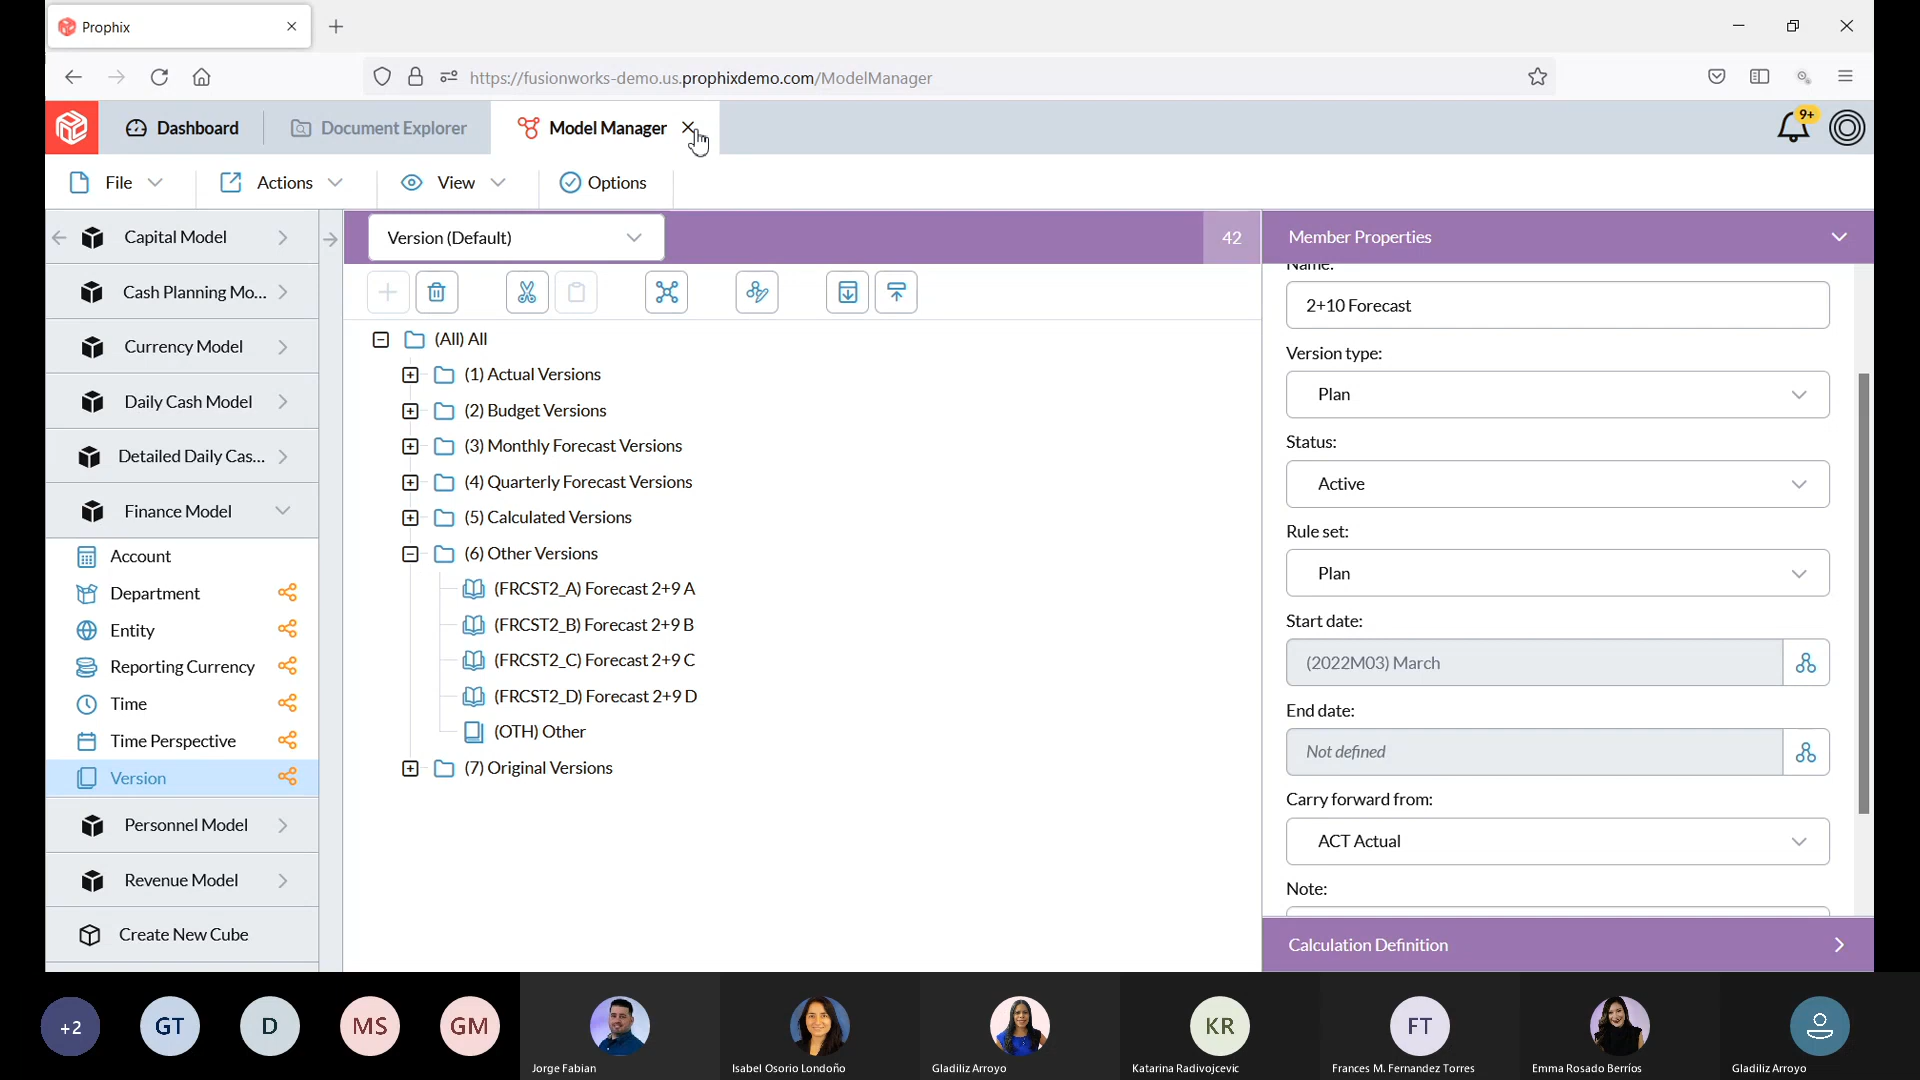 Prophix
https://fusionworks-demo.us.prophixdemo.com/ModelManager
Dashboard
Document Explorer
Model Manager
9+
File
Actions
View
Options
Capital Model
Cash Planning Mo...
Currency Model
Daily Cash Model
Detailed Daily Cas...
Finance Model
Account
Department
Entity
Reporting Currency
Time
Time Perspective
Version
Personnel Model
Revenue Model
Create New Cube
Version (Default)
42
(All) All
(1) Actual Versions
(2) Budget Versions
(3) Monthly Forecast Versions
(4) Quarterly Forecast Versions
(5) Calculated Versions
(6) Other Versions
(FRCST2_A) Forecast 2+9 A
(FRCST2_B) Forecast 2+9 B
(FRCST2_C) Forecast 2+9 C
(FRCST2_D) Forecast 2+9 D
(OTH) Other
(7) Original Versions
Member Properties
Name:
2+10 Forecast
Version type:
Plan
Status:
Active
Rule set:
Plan
Start date:
(2022M03) March
End date:
Not defined
Carry forward from:
ACT Actual
Note:
Calculation Definition
+2
GT
D
MS
GM
Jorge Fabian
Isabel Osorio Londoño
Gladiliz Arroyo
KR
Katarina Radivojcevic
FT
Frances M. Fernandez Torres
Emma Rosado Berríos
Gladiliz Arroyo